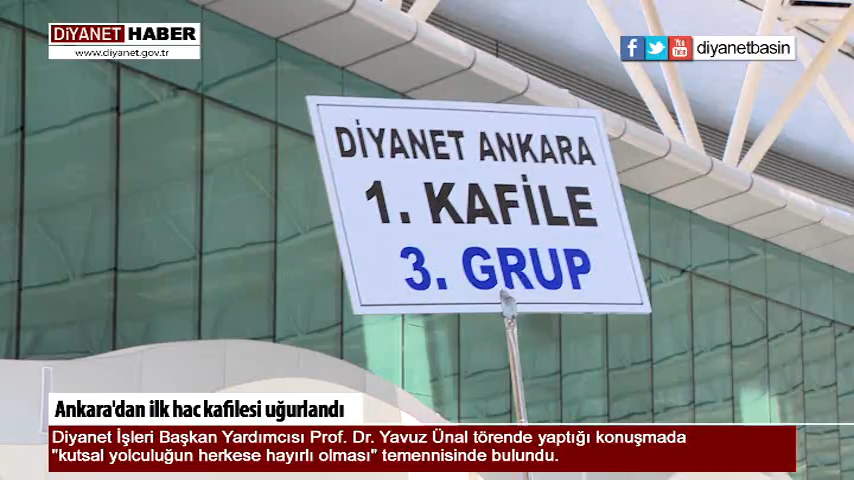 DİYANET HABER
www.diyanet.gov.tr
You Tube diyanetbasin
DİYANET ANKARA
1. KAFİLE
3. GRUP
Ankara'dan ilk hac kafilesi uğurlandı
Diyanet İşleri Başkan Yardımcısı Prof. Dr. Yavuz Ünal törende yaptığı konuşmada
"kutsal yolculuğun herkese hayırlı olması" temennisinde bulundu.